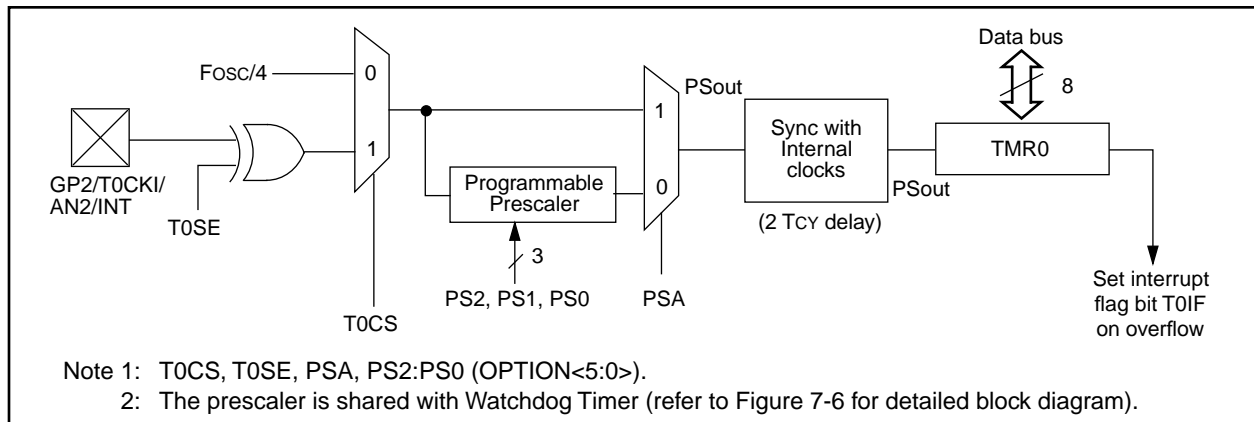 Data bus
8
FOSC/4
0
1
GP2/T0CKI/
AN2/INT
T0SE
T0CS
Programmable
Prescaler
3
PS2, PS1, PS0
1
0
PSA
PSout
Sync with
Internal
clocks
(2 TCY delay)
PSout
TMR0
Set interrupt
flag bit T0IF
on overflow
Note 1: T0CS, T0SE, PSA, PS2:PS0 (OPTION<5:0>).
2: The prescaler is shared with Watchdog Timer (refer to Figure 7-6 for detailed block diagram).